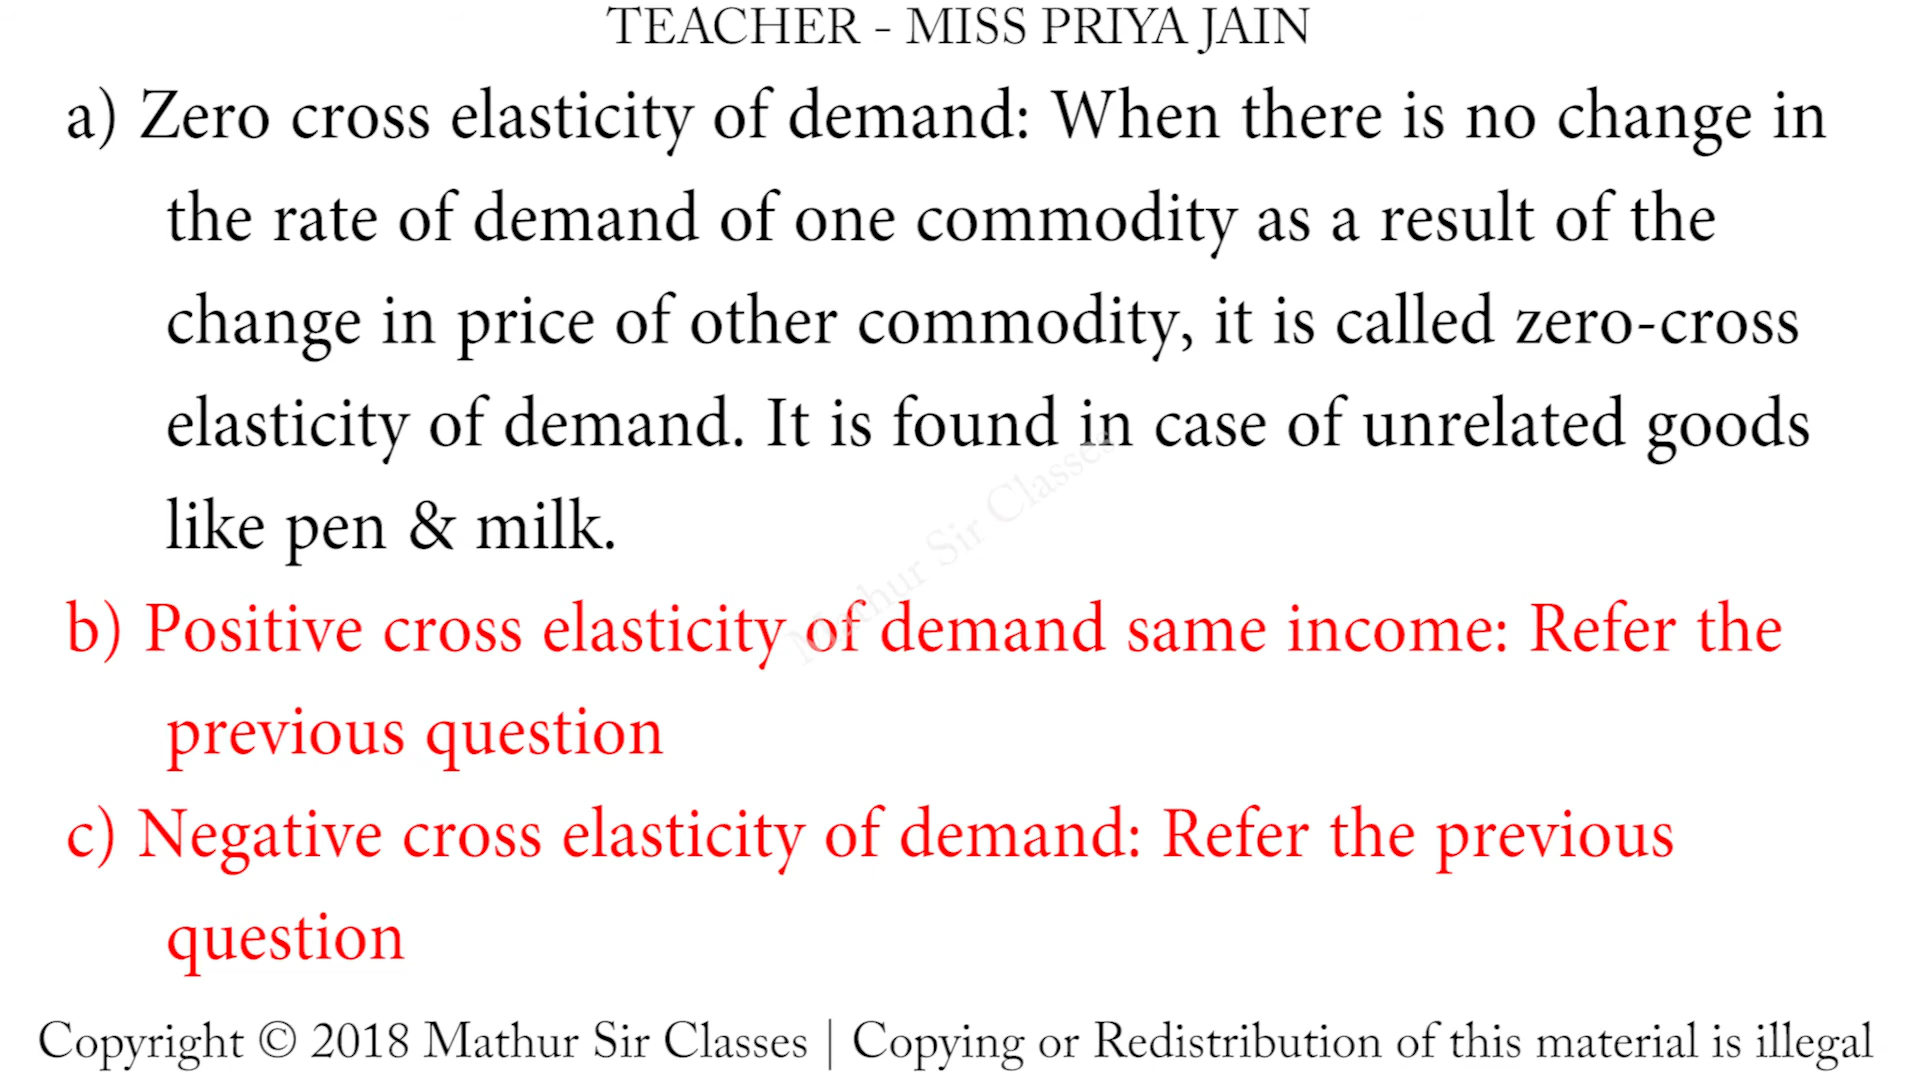 TEACHER - MISS PRIYA JAIN
a) Zero cross elasticity of demand: When there is no change in
the rate of demand of one commodity as a result of the
change in price of other commodity, it is called zero-cross
elasticity of demand. It is found in case of unrelated goods
like pen & milk.
Mathur Sir Classes
b) Positive cross elasticity of demand same income: Refer the
previous question
c) Negative cross elasticity of demand: Refer the previous
question
Copyright © 2018 Mathur Sir Classes | Copying or Redistribution of this material is illegal